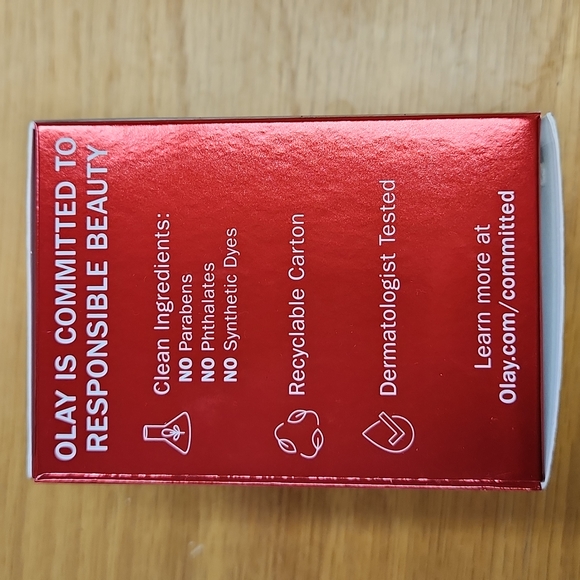 OLAY IS COMMITTED TO
RESPONSIBLE BEAUTY
Clean Ingredients:
NO Parabens
NO Phthalates
NO Synthetic Dyes
Recyclable Carton
Dermatologist Tested
Learn more at
Olay.com/committed